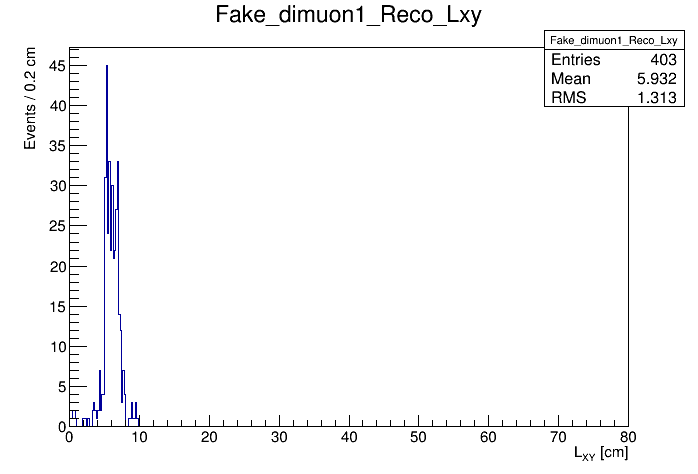 Fake_dimuon1_Reco_Lxy
Fake_dimuon1_Reco_Lxy
Entries 403
Mean 5.932
RMS 1.313
Events / 0.2 cm
45
40
35
30
25
20
15
10
5
0
0 10 20 30 40 50 60 70 80
L_XY [cm]